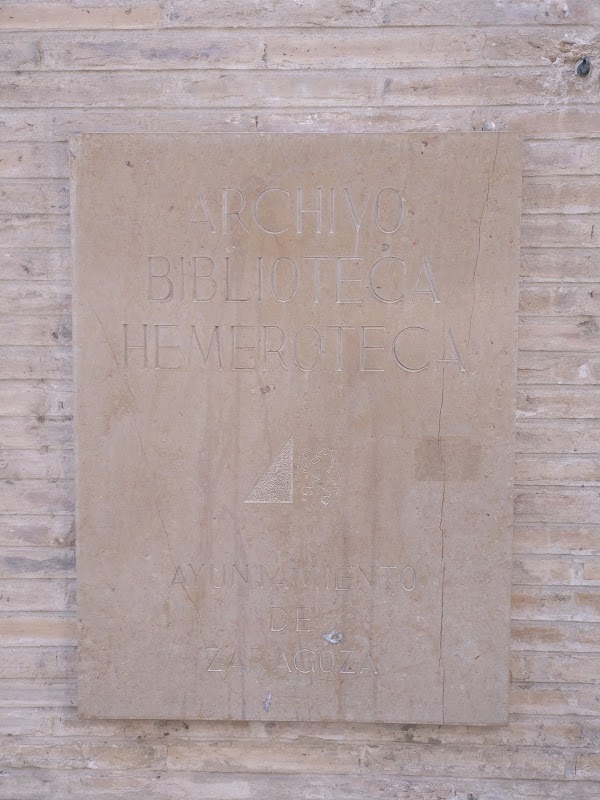 ARCHIVO
BIBLIOTECA
HEMEROTECA
AYUNTAMIENTO
DE
ZARAGOZA